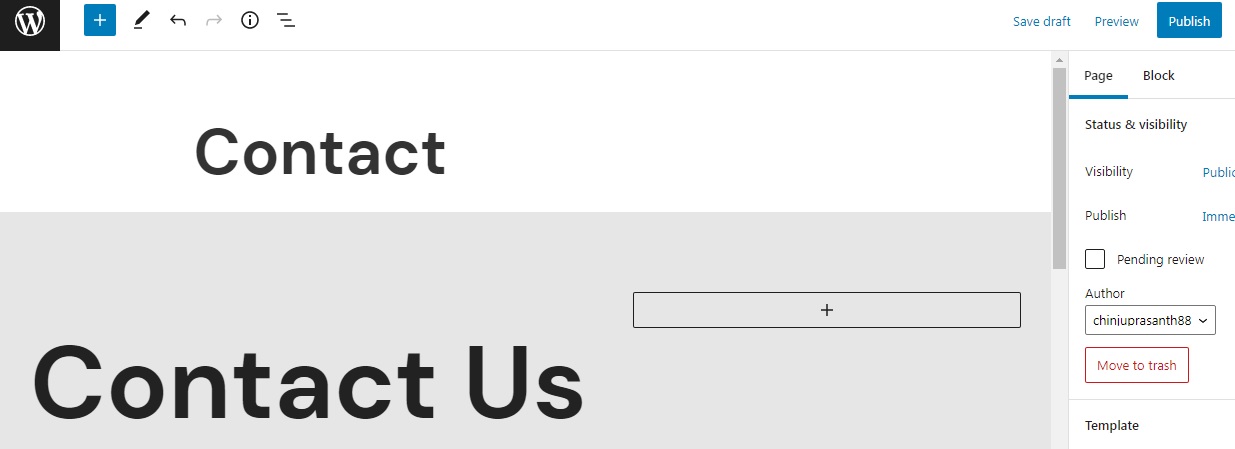 Save draft Preview Publish
Page Block
Status & visibility
Contact
Visibility Public
Publish Imme
Pending review
Author
chinjuprasanth88
Contact Us
Move to trash
Template